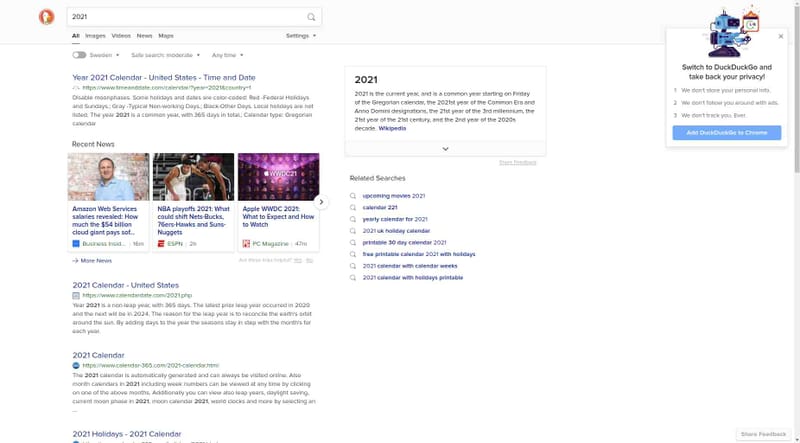 2021
All Images Videos News Maps Settings
Sweden Safe search: moderate Any time
Year 2021 Calendar - United States - Time and Date
https://www.timeanddate.com/calendar/?year=2021&country=1
Disable moonphases. Some holidays and dates are color-coded: Red -Federal Holidays
and Sundays.; Gray -Typical Non-working Days.; Black-Other Days. Local holidays are not
listed. The year 2021 is a common year, with 365 days in total.; Calendar type: Gregorian
calendar
Recent News
WWDC21
Amazon Web Services
salaries revealed: How
much the $54 billion
cloud giant pays sof...
Business Insid... 16m
NBA playoffs 2021: What
could shift Nets-Bucks,
76ers-Hawks and Suns-
Nuggets
ESPN 2h
Apple WWDC 2021:
What to Expect and How
to Watch
PC Magazine 47m
More News
Are these links helpful? Yes No
2021 Calendar - United States
https://www.calendardate.com/2021.php
Year 2021 is a non-leap year, with 365 days. The latest prior leap year occurred in 2020
and the next will be in 2024. The reason for the leap year is to reconcile the earth's orbit
around the sun. By adding days to the year the seasons stay in step with the month's for
each year.
2021 Calendar
https://www.calendar-365.com/2021-calendar.html
The 2021 calendar is automatically generated and can always be visited online. Also
month calendars in 2021 including week numbers can be viewed at any time by clicking
on one of the above months. Additionally you can view also leap years, daylight saving,
current moon phase in 2021, moon calendar 2021, world clocks and more by selecting an
...
2021 Holidays - 2021 Calendar
2021
2021 is the current year, and is a common year starting on Friday
of the Gregorian calendar, the 2021st year of the Common Era and
Anno Domini designations, the 21st year of the 3rd millennium, the
21st year of the 21st century, and the 2nd year of the 2020s
decade. Wikipedia
Share Feedback
Related Searches
upcoming movies 2021
calendar 221
yearly calendar for 2021
2021 uk holiday calendar
printable 30 day calendar 2021
free printable calendar 2021 with holidays
2021 calendar with calendar weeks
2021 calendar with holidays printable
Switch to DuckDuckGo and
take back your privacy!
1 We don't store your personal info.
2 We don't follow you around with ads.
3 We don't track you. Ever.
Add DuckDuckGo to Chrome
Share Feedback